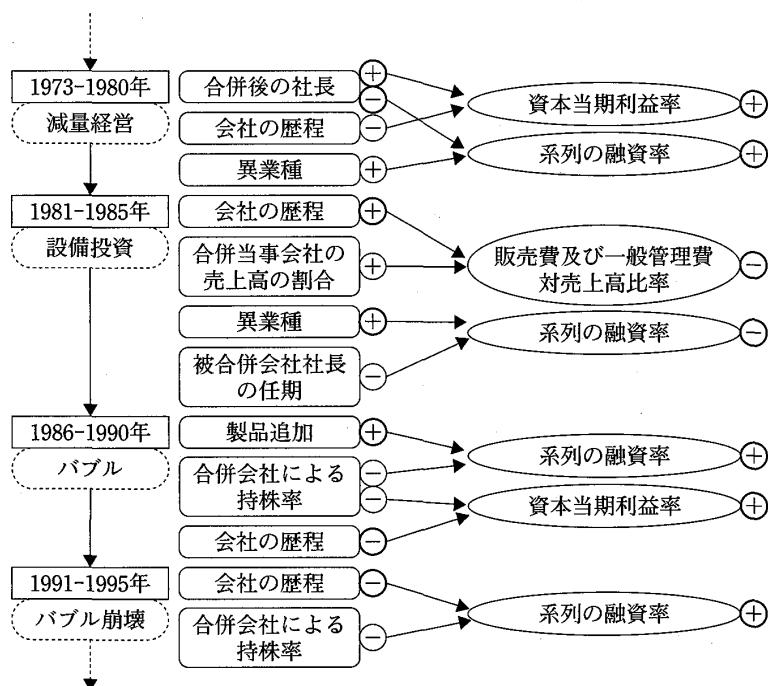 1973-1980年
減量経営
合併後の社長
+
−
会社の歴程
−
異業種
+
資本当期利益率
+
系列の融資率
+
1981-1985年
設備投資
会社の歴程
+
合併当事会社の
売上高の割合
+
異業種
+
被合併会社社長
の任期
−
販売費及び一般管理費
対売上高比率
−
系列の融資率
−
1986-1990年
バブル
製品追加
+
合併会社による
持株率
−
−
会社の歴程
−
系列の融資率
+
資本当期利益率
+
1991-1995年
バブル崩壊
会社の歴程
−
合併会社による
持株率
−
系列の融資率
+